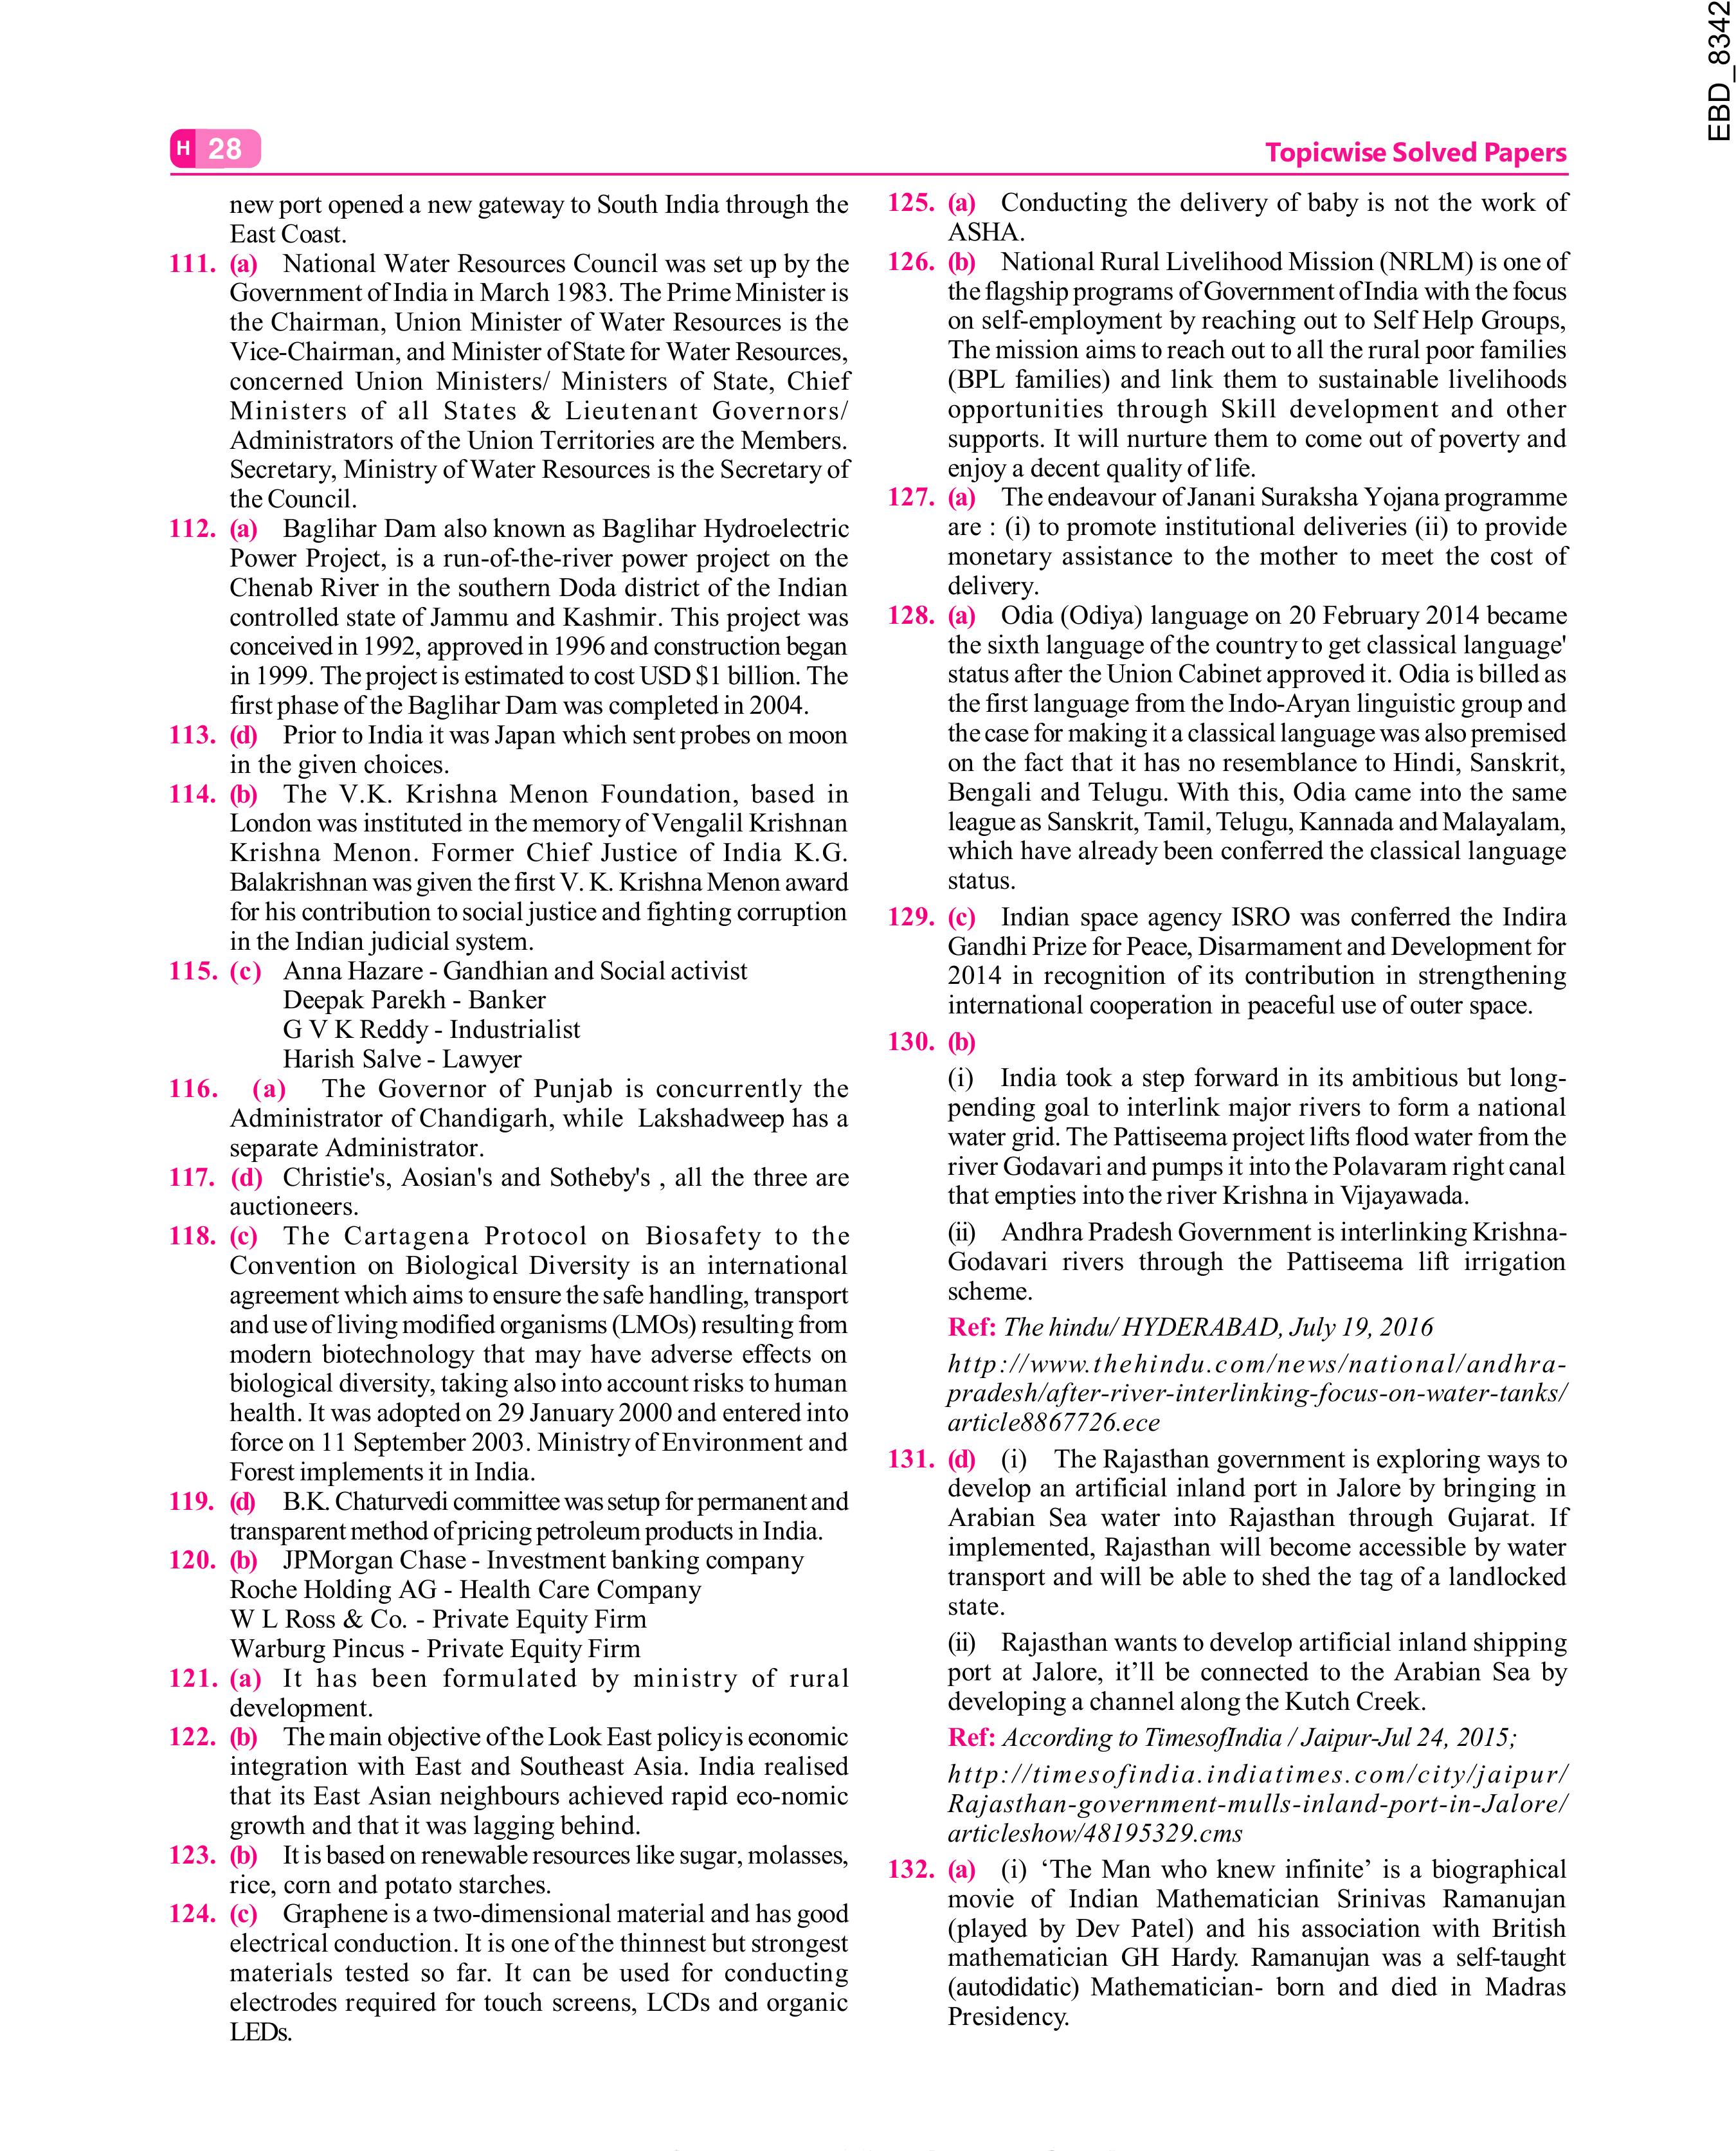 EBD_8342
H 28
Topicwise Solved Papers
new port opened a new gateway to South India through the
East Coast.
111. (a) National Water Resources Council was set up by the
Government of India in March 1983. The Prime Minister is
the Chairman, Union Minister of Water Resources is the
Vice-Chairman, and Minister of State for Water Resources,
concerned Union Ministers/ Ministers of State, Chief
Ministers of all States & Lieutenant Governors/
Administrators of the Union Territories are the Members.
Secretary, Ministry of Water Resources is the Secretary of
the Council.
112. (a) Baglihar Dam also known as Baglihar Hydroelectric
Power Project, is a run-of-the-river power project on the
Chenab River in the southern Doda district of the Indian
controlled state of Jammu and Kashmir. This project was
conceived in 1992, approved in 1996 and construction began
in 1999. The project is estimated to cost USD $1 billion. The
first phase of the Baglihar Dam was completed in 2004.
113. (d) Prior to India it was Japan which sent probes on moon
in the given choices.
114. (b) The V.K. Krishna Menon Foundation, based in
London was instituted in the memory of Vengalil Krishnan
Krishna Menon. Former Chief Justice of India K.G.
Balakrishnan was given the first V. K. Krishna Menon award
for his contribution to social justice and fighting corruption
in the Indian judicial system.
115. (c) Anna Hazare - Gandhian and Social activist
Deepak Parekh - Banker
G V K Reddy - Industrialist
Harish Salve - Lawyer
116. (a) The Governor of Punjab is concurrently the
Administrator of Chandigarh, while Lakshadweep has a
separate Administrator.
117. (d) Christie's, Aosian's and Sotheby's , all the three are
auctioneers.
118. (c) The Cartagena Protocol on Biosafety to the
Convention on Biological Diversity is an international
agreement which aims to ensure the safe handling, transport
and use of living modified organisms (LMOs) resulting from
modern biotechnology that may have adverse effects on
biological diversity, taking also into account risks to human
health. It was adopted on 29 January 2000 and entered into
force on 11 September 2003. Ministry of Environment and
Forest implements it in India.
119. (d) B.K. Chaturvedi committee was setup for permanent and
transparent method of pricing petroleum products in India.
120. (b) JPMorgan Chase - Investment banking company
Roche Holding AG - Health Care Company
W L Ross & Co. - Private Equity Firm
Warburg Pincus - Private Equity Firm
121. (a) It has been formulated by ministry of rural
development.
122. (b) The main objective of the Look East policy is economic
integration with East and Southeast Asia. India realised
that its East Asian neighbours achieved rapid eco-nomic
growth and that it was lagging behind.
123. (b) It is based on renewable resources like sugar, molasses,
rice, corn and potato starches.
124. (c) Graphene is a two-dimensional material and has good
electrical conduction. It is one of the thinnest but strongest
materials tested so far. It can be used for conducting
electrodes required for touch screens, LCDs and organic
LEDs.
125. (a) Conducting the delivery of baby is not the work of
ASHA.
126. (b) National Rural Livelihood Mission (NRLM) is one of
the flagship programs of Government of India with the focus
on self-employment by reaching out to Self Help Groups,
The mission aims to reach out to all the rural poor families
(BPL families) and link them to sustainable livelihoods
opportunities through Skill development and other
supports. It will nurture them to come out of poverty and
enjoy a decent quality of life.
127. (a) The endeavour of Janani Suraksha Yojana programme
are : (i) to promote institutional deliveries (ii) to provide
monetary assistance to the mother to meet the cost of
delivery.
128. (a) Odia (Odiya) language on 20 February 2014 became
the sixth language of the country to get classical language'
status after the Union Cabinet approved it. Odia is billed as
the first language from the Indo-Aryan linguistic group and
the case for making it a classical language was also premised
on the fact that it has no resemblance to Hindi, Sanskrit,
Bengali and Telugu. With this, Odia came into the same
league as Sanskrit, Tamil, Telugu, Kannada and Malayalam,
which have already been conferred the classical language
status.
129. (c) Indian space agency ISRO was conferred the Indira
Gandhi Prize for Peace, Disarmament and Development for
2014 in recognition of its contribution in strengthening
international cooperation in peaceful use of outer space.
130. (b)
(i) India took a step forward in its ambitious but long-
pending goal to interlink major rivers to form a national
water grid. The Pattiseema project lifts flood water from the
river Godavari and pumps it into the Polavaram right canal
that empties into the river Krishna in Vijayawada.
(ii) Andhra Pradesh Government is interlinking Krishna-
Godavari rivers through the Pattiseema lift irrigation
scheme.
Ref: The hindu/ HYDERABAD, July 19, 2016
http://www.thehindu.com/news/national/andhra-
pradesh/after-river-interlinking-focus-on-water-tanks/
article8867726.ece
131. (d) (i) The Rajasthan government is exploring ways to
develop an artificial inland port in Jalore by bringing in
Arabian Sea water into Rajasthan through Gujarat. If
implemented, Rajasthan will become accessible by water
transport and will be able to shed the tag of a landlocked
state.
(ii) Rajasthan wants to develop artificial inland shipping
port at Jalore, it’ll be connected to the Arabian Sea by
developing a channel along the Kutch Creek.
Ref: According to TimesofIndia / Jaipur-Jul 24, 2015;
http://timesofindia.indiatimes.com/city/jaipur/
Rajasthan-government-mulls-inland-port-in-Jalore/
articleshow/48195329.cms
132. (a) (i) ‘The Man who knew infinite’ is a biographical
movie of Indian Mathematician Srinivas Ramanujan
(played by Dev Patel) and his association with British
mathematician GH Hardy. Ramanujan was a self-taught
(autodidatic) Mathematician- born and died in Madras
Presidency.